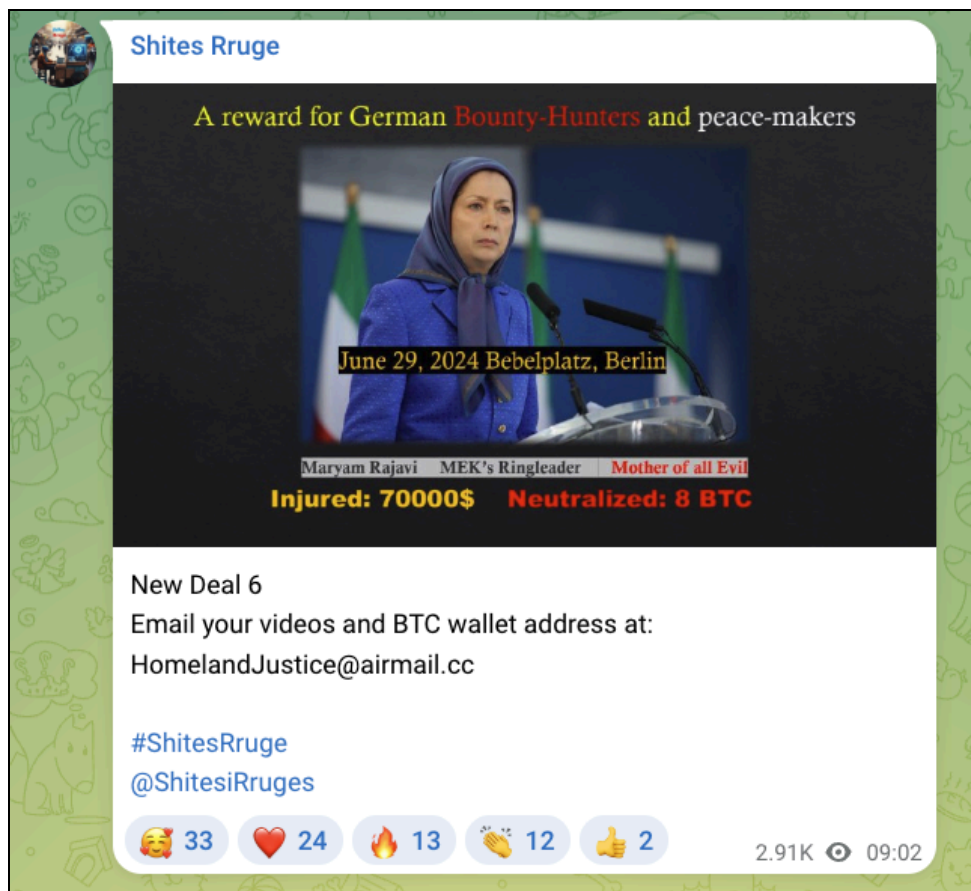 Shites Rruge
A reward for German Bounty-Hunters and peace-makers
June 29, 2024 Bebelplatz, Berlin
Maryam Rajavi MEK's Ringleader Mother of all Evil
Injured: 70000$ Neutralized: 8 BTC
New Deal 6
Email your videos and BTC wallet address at:
HomelandJustice@airmail.cc
#ShitesRruge
@ShitesiRruges
33 24 13 12 2
2.91K 09:02